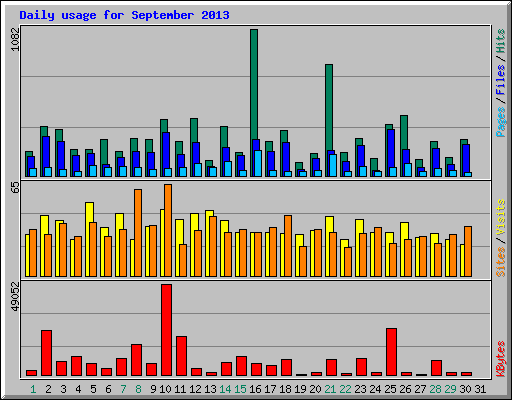 Daily usage for September 2013
1082
Pages / Files / Hits
65
Sites / Visits
49052
KBytes
1 2 3 4 5 6 7 8 9 10 11 12 13 14 15 16 17 18 19 20 21 22 23 24 25 26 27 28 29 30 31